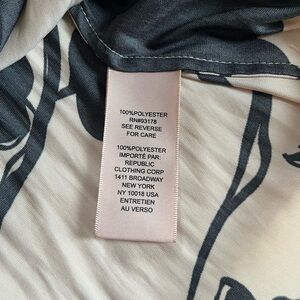 100%POLYESTER
RN#93178
SEE REVERSE
FOR CARE
100%POLYESTER
IMPORTÉ PAR:
REPUBLIC
CLOTHING CORP
1411 BROADWAY
NEW YORK
NY 10018 USA
ENTRETIEN
AU VERSO